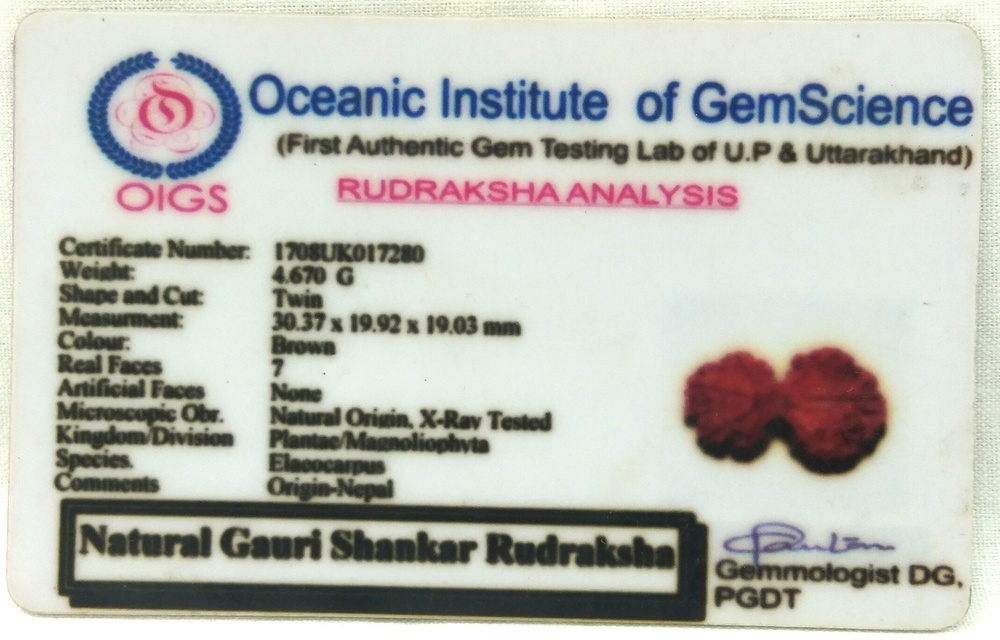 Oceanic Institute of GemScience
(First Authentic Gem Testing Lab of U.P & Uttarakhand)
OIGS
RUDRAKSHA ANALYSIS
Certificate Number: 1708UK017280
Weight: 4.670 G
Shape and Cut: Twin
Measurment: 30.37 x 19.92 x 19.03 mm
Colour: Brown
Real Faces 7
Artificial Faces None
Microscopic Obr. Natural Origin, X-Ray Tested
Kingdom/Division Plantae/Magnoliophyta
Species. Elaeocarpus
Comments Origin-Nepal
Natural Gauri Shankar Rudraksha
Gemmologist DG,
PGDT